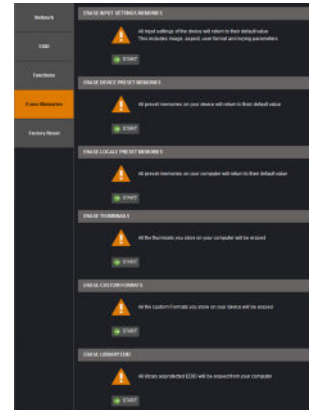 Network
EDID
Functions
Erase Memories
Factory Reset
ERASE INPUT SETTINGS MEMORIES
All input settings of the device will return to their default value
This includes: image, aspect, user format and keying parameters
START
ERASE DEVICE PRESET MEMORIES
All preset memories on your device will return to their default value
START
ERASE LOCALE PRESET MEMORIES
All preset memories on your computer will return to their default value
START
ERASE THUMBNAILS
All the thumbnails you store on your computer will be erased
START
ERASE CUSTOM FORMATS
All the custom Formats you store on your device will be erased
START
ERASE LIBRARY EDID
All library unprotected EDID will be erased from your computer
START